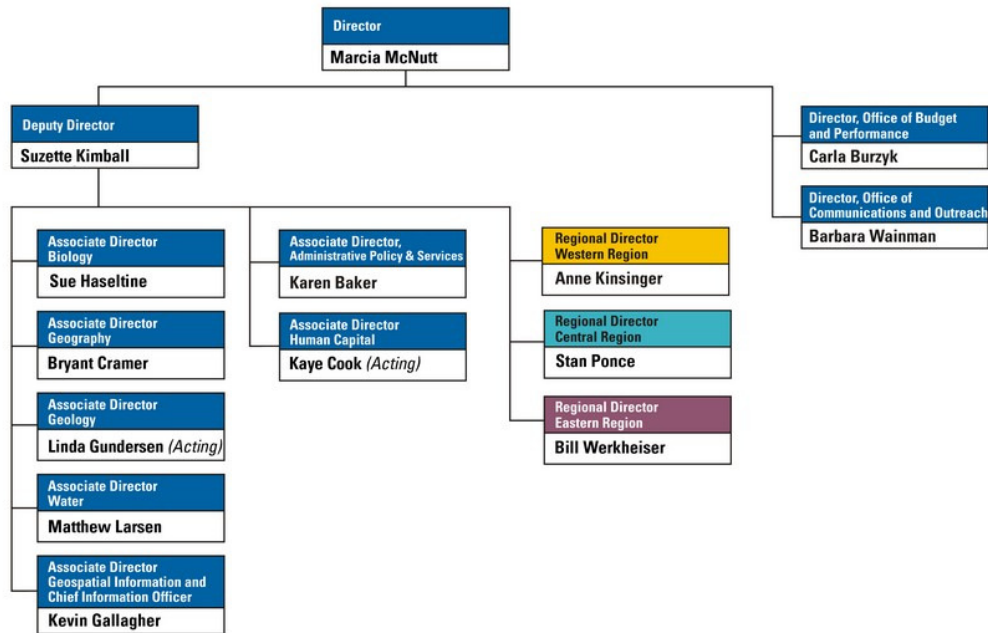 Director
Marcia McNutt
Deputy Director
Suzette Kimball
Director, Office of Budget
and Performance
Carla Burzyk
Director, Office of
Communications and Outreach
Barbara Wainman
Associate Director
Biology
Sue Haseltine
Associate Director
Geography
Bryant Cramer
Associate Director
Geology
Linda Gundersen (Acting)
Associate Director
Water
Matthew Larsen
Associate Director
Geospatial Information and
Chief Information Officer
Kevin Gallagher
Associate Director,
Administrative Policy & Services
Karen Baker
Associate Director
Human Capital
Kaye Cook (Acting)
Regional Director
Western Region
Anne Kinsinger
Regional Director
Central Region
Stan Ponce
Regional Director
Eastern Region
Bill Werkheiser